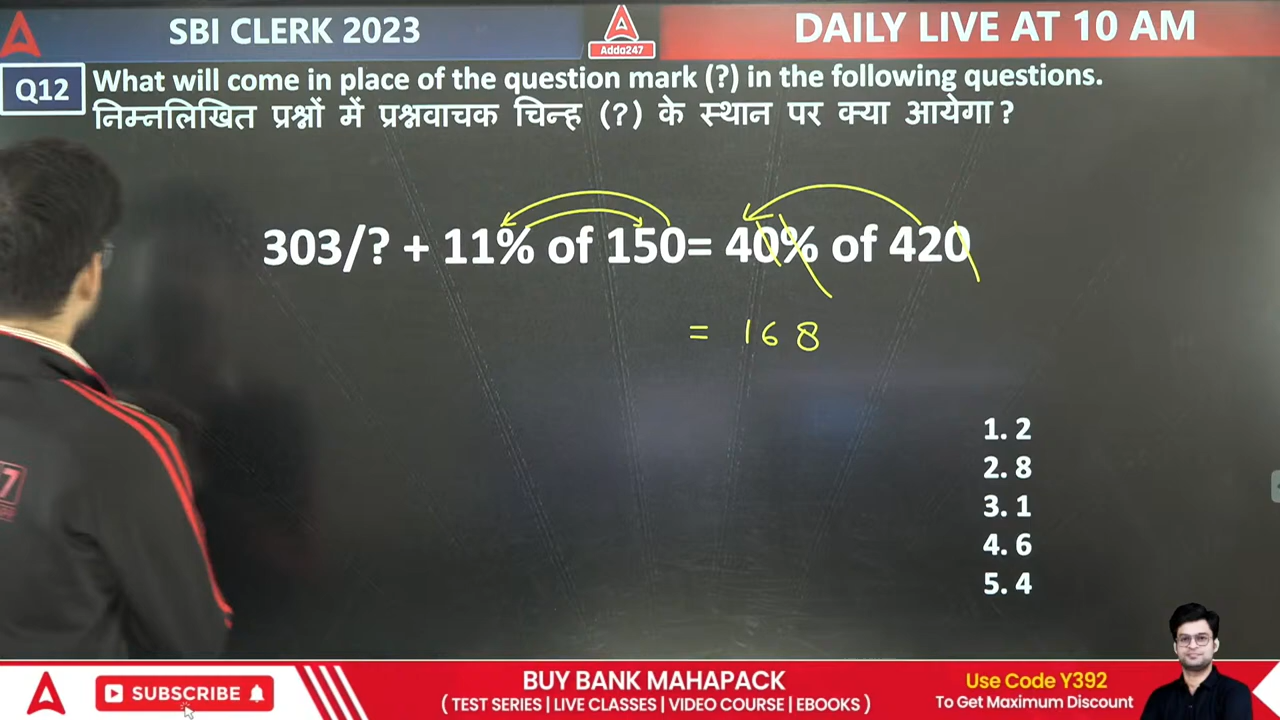 SBI CLERK 2023
Adda247
DAILY LIVE AT 10 AM
Q12
What will come in place of the question mark (?) in the following questions.
निम्नलिखित प्रश्नों में प्रश्नवाचक चिन्ह (?) के स्थान पर क्या आयेगा ?
303/? + 11% of 150= 40% of 420
= 168
1. 2
2. 8
3. 1
4. 6
5. 4
7
SUBSCRIBE
BUY BANK MAHAPACK
( TEST SERIES | LIVE CLASSES | VIDEO COURSE | EBOOKS )
Use Code Y392
To Get Maximum Discount